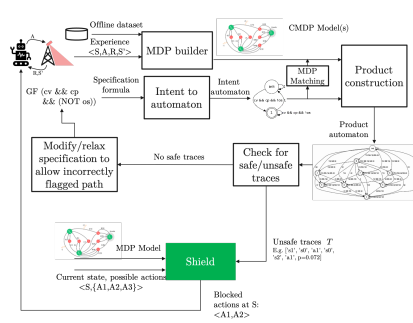 Offline dataset
A
R,S'
Experience
<S,A,R,S'>
MDP builder
CMDP Model(s)
GF (cv && cp
&& (NOT os))
Specification
formula
Intent to
automaton
Intent
automaton
MDP
Matching
Product
construction
Product
automaton
Modify/relax
specification to
allow incorrectly
flagged path
No safe traces
Check for
safe/unsafe
traces
MDP Model
Current state, possible actions
<S,{A1,A2,A3}>
Shield
Unsafe traces T
E.g. ['s1', 's0', 'a1', 's0',
's2', 'a1', p=0.072]
Blocked
actions at S:
<A1,A2>